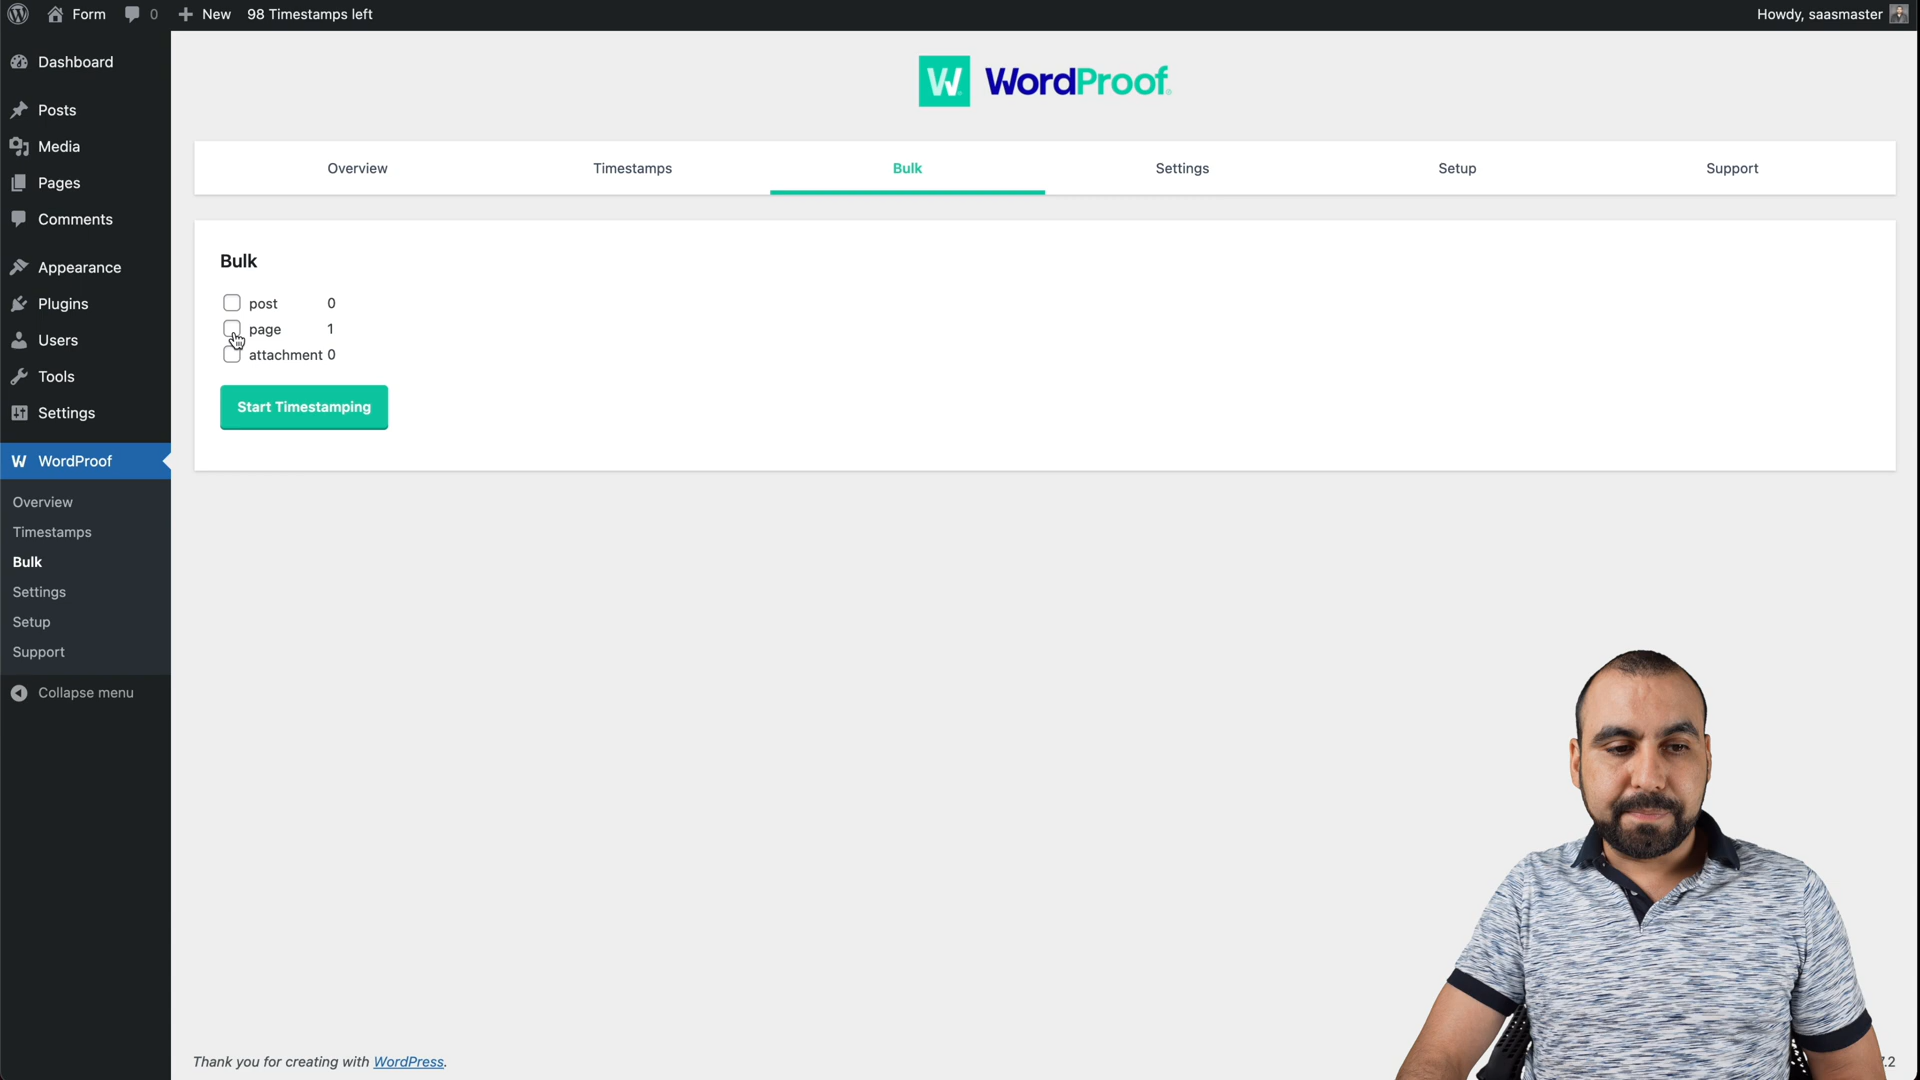 Form 0 New 98 Timestamps left Howdy, saasmaster
Dashboard
Posts
Media
Pages
Comments
Appearance
Plugins
Users
Tools
Settings
W WordProof
Overview
Timestamps
Bulk
Settings
Setup
Support
Collapse menu
W WordProof
Overview Timestamps Bulk Settings Setup Support
Bulk
post 0
page 1
attachment 0
Start Timestamping
Thank you for creating with WordPress.